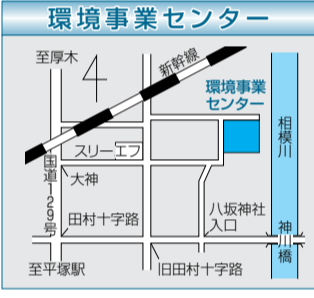 環境事業センター
至厚木
新幹線
環境事業
センター
相模川
スリーエフ
国道129号
大神
田村十字路
八坂神社
入口
神川橋
至平塚駅
旧田村十字路